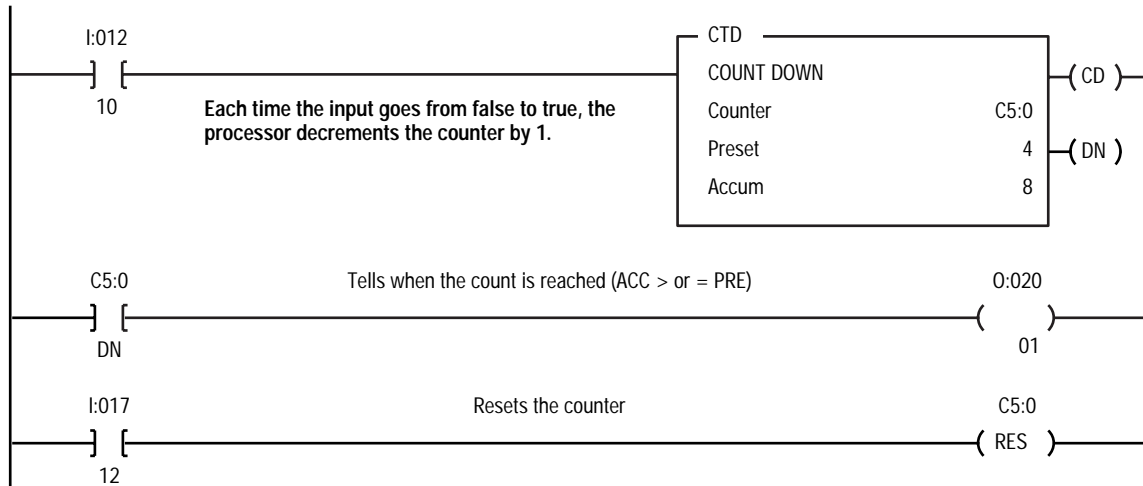 I:012
10
Each time the input goes from false to true, the
processor decrements the counter by 1.
CTD
COUNT DOWN
Counter C5:0
Preset 4
Accum 8
CD
DN
C5:0
DN
Tells when the count is reached (ACC > or = PRE)
O:020
01
I:017
12
Resets the counter
C5:0
RES